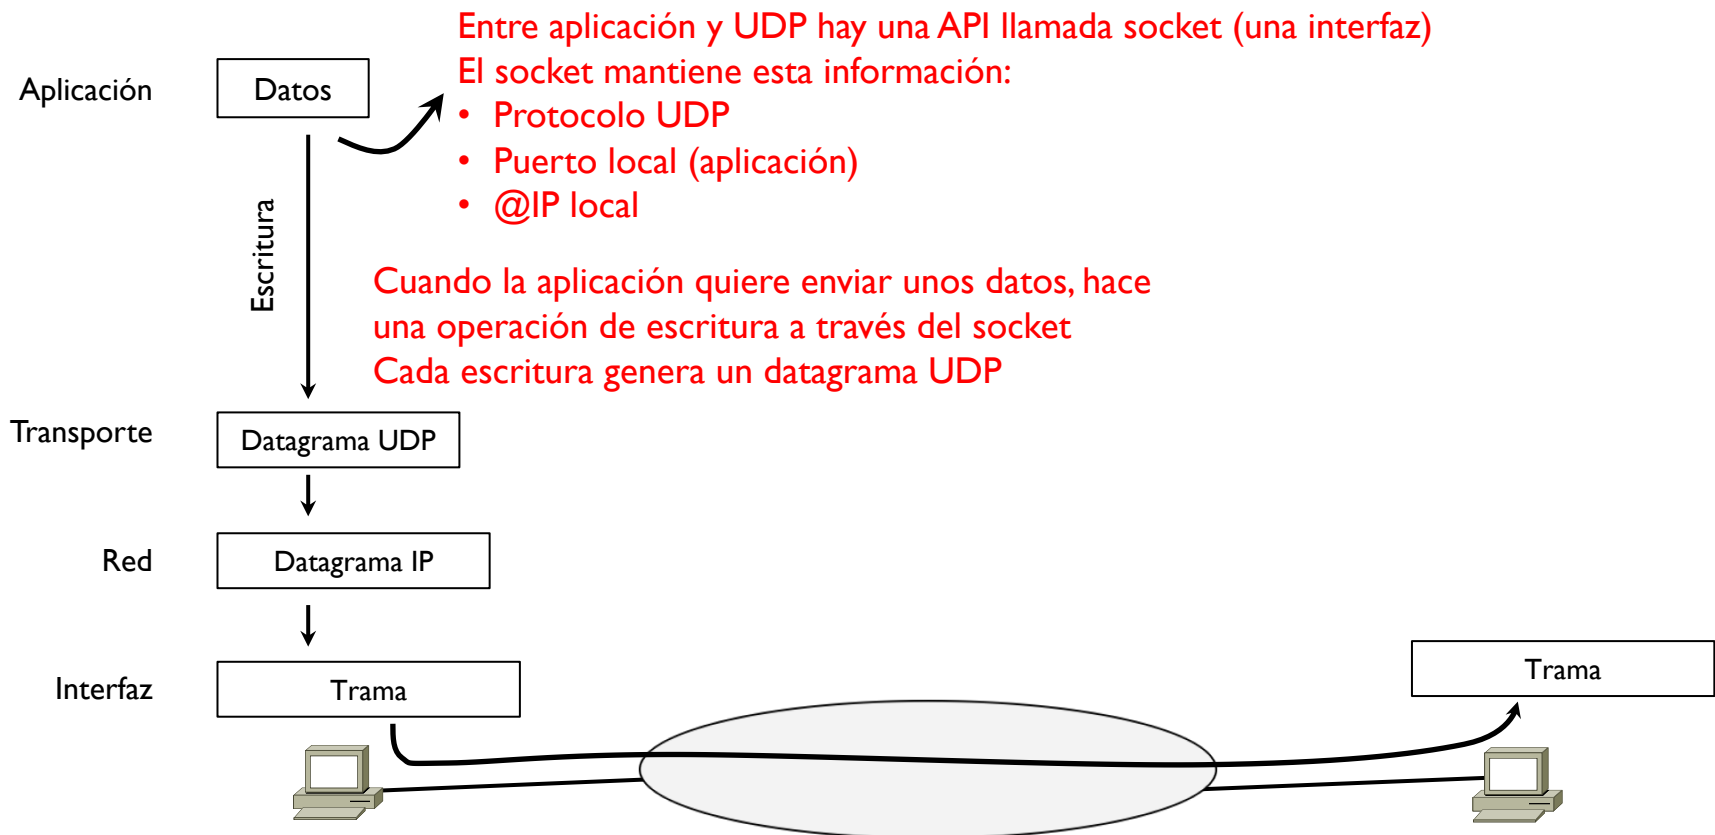 Entre aplicación y UDP hay una API llamada socket (una interfaz)
El socket mantiene esta información:
• Protocolo UDP
• Puerto local (aplicación)
• @IP local
Aplicación
Datos
Escritura
Cuando la aplicación quiere enviar unos datos, hace
una operación de escritura a través del socket
Cada escritura genera un datagrama UDP
Transporte
Datagrama UDP
Red
Datagrama IP
Interfaz
Trama
Trama